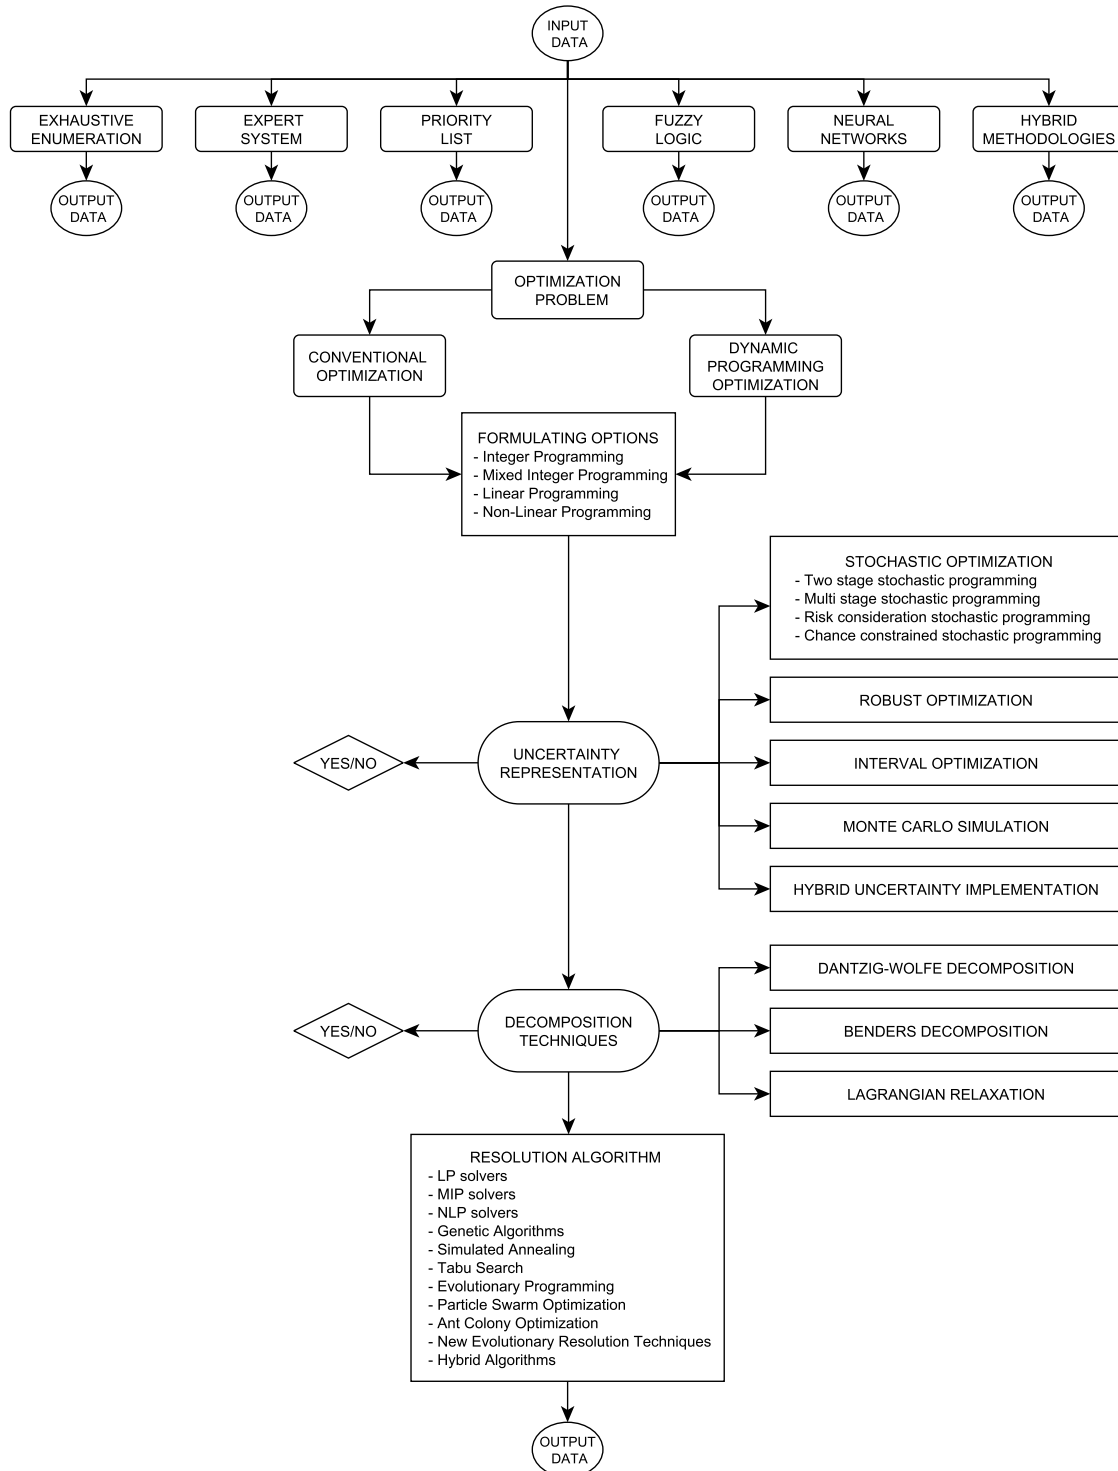 INPUT
DATA
EXHAUSTIVE
ENUMERATION
EXPERT
SYSTEM
PRIORITY
LIST
FUZZY
LOGIC
NEURAL
NETWORKS
HYBRID
METHODOLOGIES
OUTPUT
DATA
OUTPUT
DATA
OUTPUT
DATA
OUTPUT
DATA
OUTPUT
DATA
OUTPUT
DATA
OPTIMIZATION
PROBLEM
CONVENTIONAL
OPTIMIZATION
DYNAMIC
PROGRAMMING
OPTIMIZATION
FORMULATING OPTIONS
- Integer Programming
- Mixed Integer Programming
- Linear Programming
- Non-Linear Programming
STOCHASTIC OPTIMIZATION
- Two stage stochastic programming
- Multi stage stochastic programming
- Risk consideration stochastic programming
- Chance constrained stochastic programming
ROBUST OPTIMIZATION
YES/NO
UNCERTAINTY
REPRESENTATION
INTERVAL OPTIMIZATION
MONTE CARLO SIMULATION
HYBRID UNCERTAINTY IMPLEMENTATION
DANTZIG-WOLFE DECOMPOSITION
YES/NO
DECOMPOSITION
TECHNIQUES
BENDERS DECOMPOSITION
LAGRANGIAN RELAXATION
RESOLUTION ALGORITHM
- LP solvers
- MIP solvers
- NLP solvers
- Genetic Algorithms
- Simulated Annealing
- Tabu Search
- Evolutionary Programming
- Particle Swarm Optimization
- Ant Colony Optimization
- New Evolutionary Resolution Techniques
- Hybrid Algorithms
OUTPUT
DATA